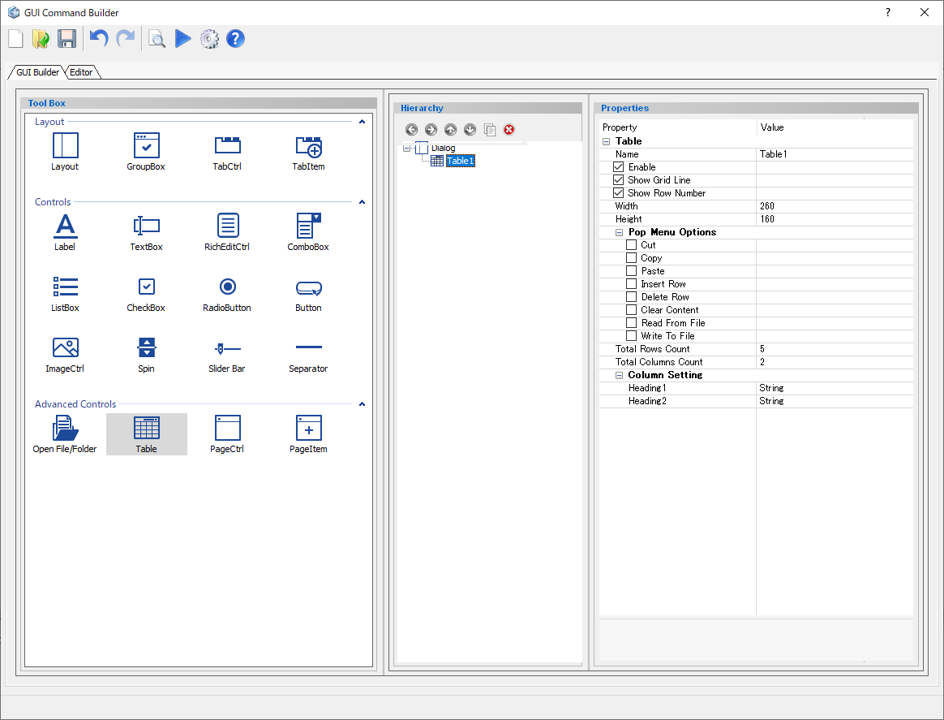 GUI Command Builder
?
GUI Builder Editor
Tool Box
Layout
Layout GroupBox TabCtrl TabItem
Controls
Label TextBox RichEditCtrl ComboBox
ListBox CheckBox RadioButton Button
ImageCtrl Spin Slider Bar Separator
Advanced Controls
Open File/Folder Table PageCtrl PageItem
Hierarchy
Dialog
Table1
Properties
Property Value
Table
Name Table1
Enable
Show Grid Line
Show Row Number
Width 260
Height 160
Pop Menu Options
Cut
Copy
Paste
Insert Row
Delete Row
Clear Content
Read From File
Write To File
Total Rows Count 5
Total Columns Count 2
Column Setting
Heading1 String
Heading2 String